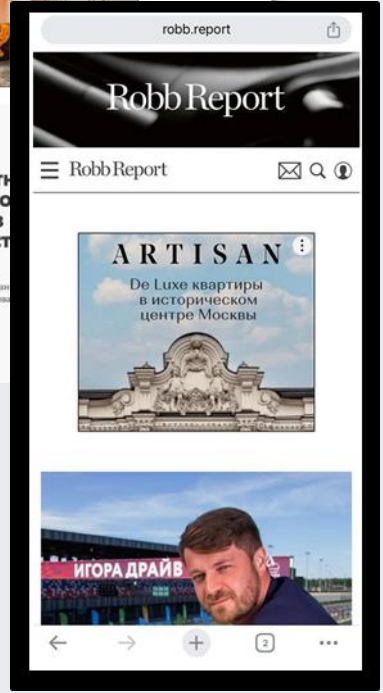 robb.report
Robb Report
Robb Report
ARTISAN
De Luxe квартиры
в историческом
центре Москвы
ИГОРА ДРАЙВ
2